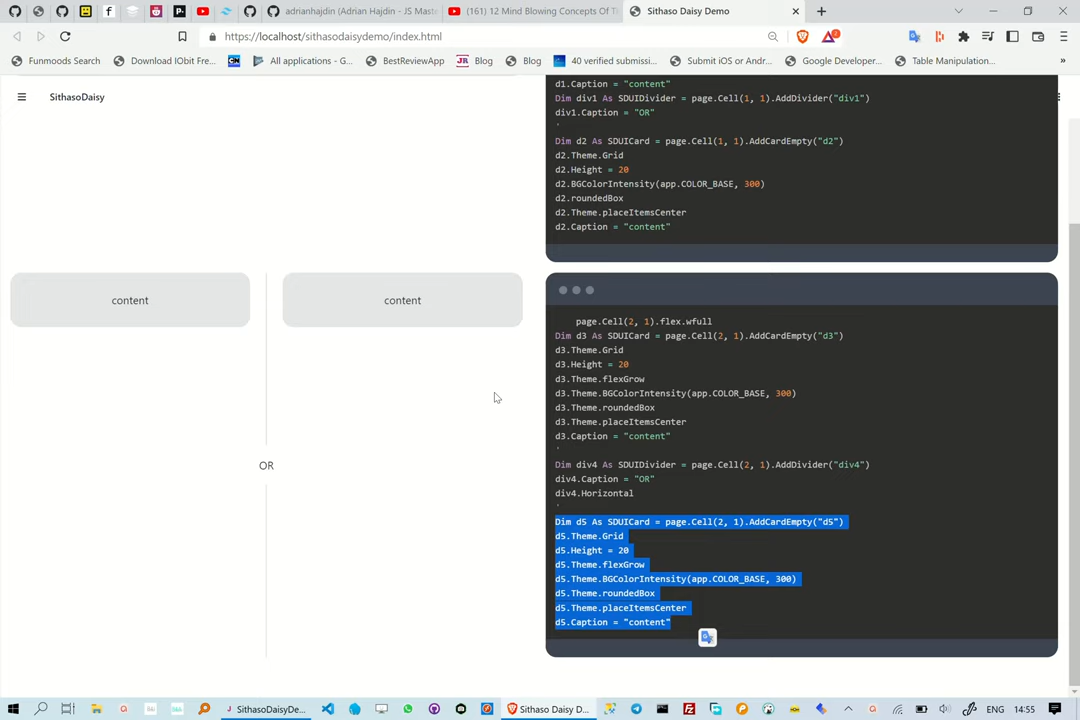 adrianhajdin (Adrian Hajdin - JS Mast
(161) 12 Mind Blowing Concepts Of T
Sithaso Daisy Demo
https://localhost/sithasodaisydemo/index.html
2
Funmoods Search
Download IObit Fre...
All applications - G...
BestReviewApp
JR
Blog
Blog
40 verified submissi...
Submit iOS or Andr...
Google Developer...
Table Manipulation...
»
SithasoDaisy
d1.Caption = "content"
Dim div1 As SDUIDivider = page.Cell(1, 1).AddDivider("div1")
div1.Caption = "OR"
'
Dim d2 As SDUICard = page.Cell(1, 1).AddCardEmpty("d2")
d2.Theme.Grid
d2.Height = 20
d2.BGColorIntensity(app.COLOR_BASE, 300)
d2.roundedBox
d2.Theme.placeItemsCenter
d2.Caption = "content"
content
content
OR
page.Cell(2, 1).flex.wfull
Dim d3 As SDUICard = page.Cell(2, 1).AddCardEmpty("d3")
d3.Theme.Grid
d3.Height = 20
d3.Theme.flexGrow
d3.Theme.BGColorIntensity(app.COLOR_BASE, 300)
d3.Theme.roundedBox
d3.Theme.placeItemsCenter
d3.Caption = "content"
'
Dim div4 As SDUIDivider = page.Cell(2, 1).AddDivider("div4")
div4.Caption = "OR"
div4.Horizontal
'
Dim d5 As SDUICard = page.Cell(2, 1).AddCardEmpty("d5")
d5.Theme.Grid
d5.Height = 20
d5.Theme.flexGrow
d5.Theme.BGColorIntensity(app.COLOR_BASE, 300)
d5.Theme.roundedBox
d5.Theme.placeItemsCenter
d5.Caption = "content"
SithasoDaisyDe...
Sithaso Daisy D...
ENG
14:55